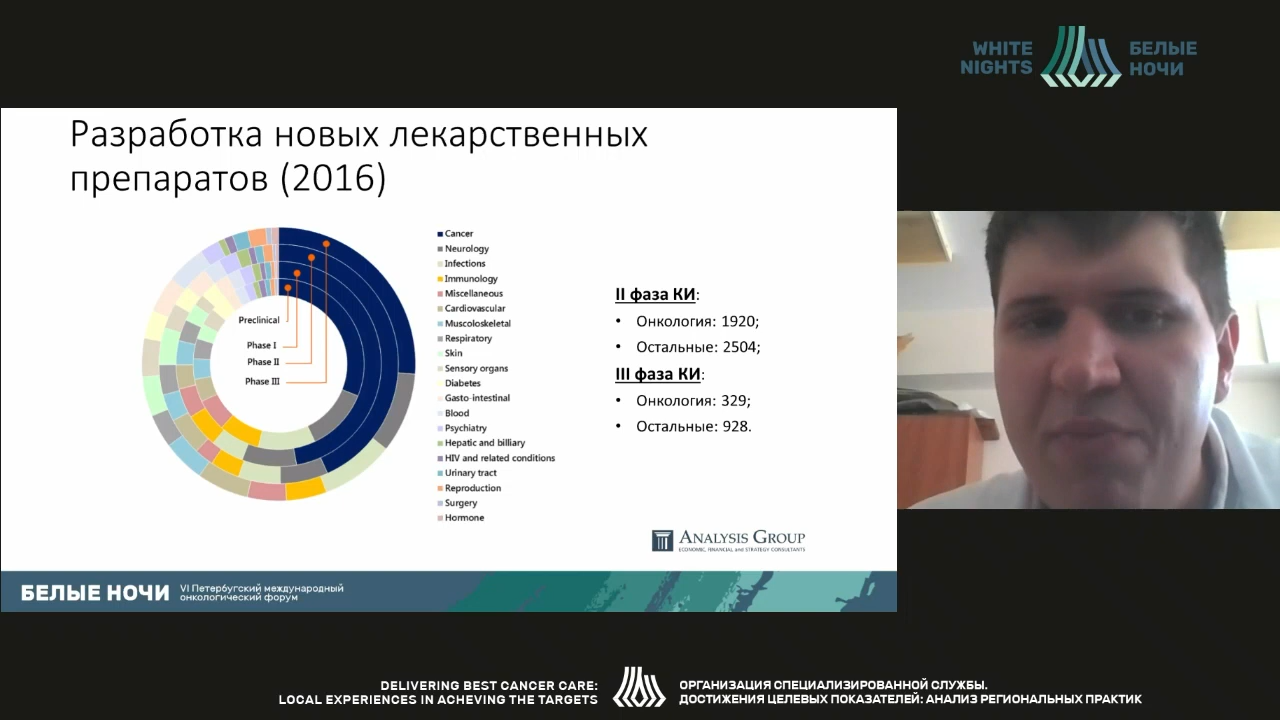 WHITE
NIGHTS
БЕЛЫЕ
НОЧИ
Разработка новых лекарственных
препаратов (2016)
Preclinical
Phase I
Phase II
Phase III
Cancer
Neurology
Infections
Immunology
Miscellaneous
Cardiovascular
Muscoloskeletal
Respiratory
Skin
Sensory organs
Diabetes
Gasto-intestinal
Blood
Psychiatry
Hepatic and billiary
HIV and related conditions
Urinary tract
Reproduction
Surgery
Hormone
II фаза КИ:
• Онкология: 1920;
• Остальные: 2504;
III фаза КИ:
• Онкология: 329;
• Остальные: 928.
ANALYSIS GROUP
ECONOMIC, FINANCIAL and STRATEGY CONSULTANTS
БЕЛЫЕ НОЧИ
VI Петербугский международный
онкологический форум
DELIVERING BEST CANCER CARE:
LOCAL EXPERIENCES IN ACHEVING THE TARGETS
ОРГАНИЗАЦИЯ СПЕЦИАЛИЗИРОВАННОЙ СЛУЖБЫ.
ДОСТИЖЕНИЯ ЦЕЛЕВЫХ ПОКАЗАТЕЛЕЙ: АНАЛИЗ РЕГИОНАЛЬНЫХ ПРАКТИК